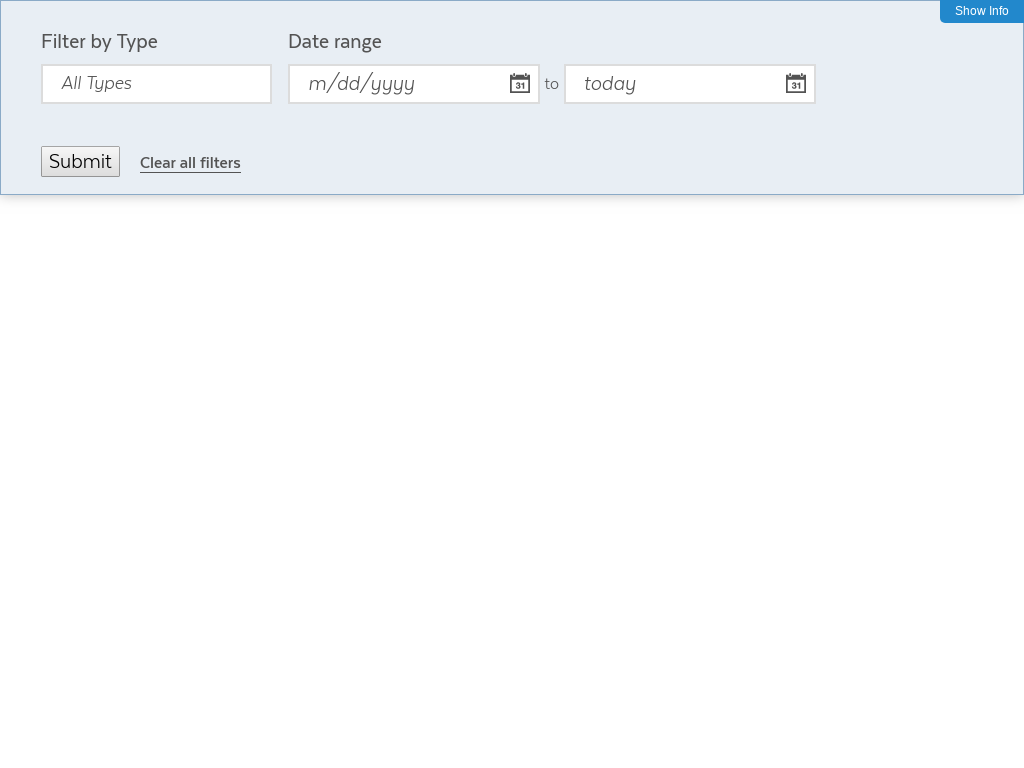 Show Info
Filter by Type
Date range
All Types
m/dd/yyyy
31
to
today
31
Submit
Clear all filters